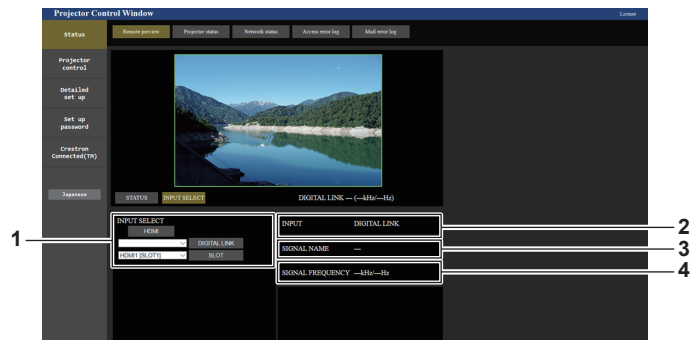 Projector Control Window
License
Status
Remote preview
Projector status
Network status
Access error log
Mail error log
Projector
control
Detailed
set up
Set up
password
Crestron
Connected(TM)
Japanese
STATUS
INPUT SELECT
DIGITAL LINK --- (---kHz/---Hz)
1
INPUT SELECT
HDMI
DIGITAL LINK
HDMI1 [SLOT1]
SLOT
INPUT DIGITAL LINK
2
SIGNAL NAME ---
3
SIGNAL FREQUENCY ---kHz/---Hz
4